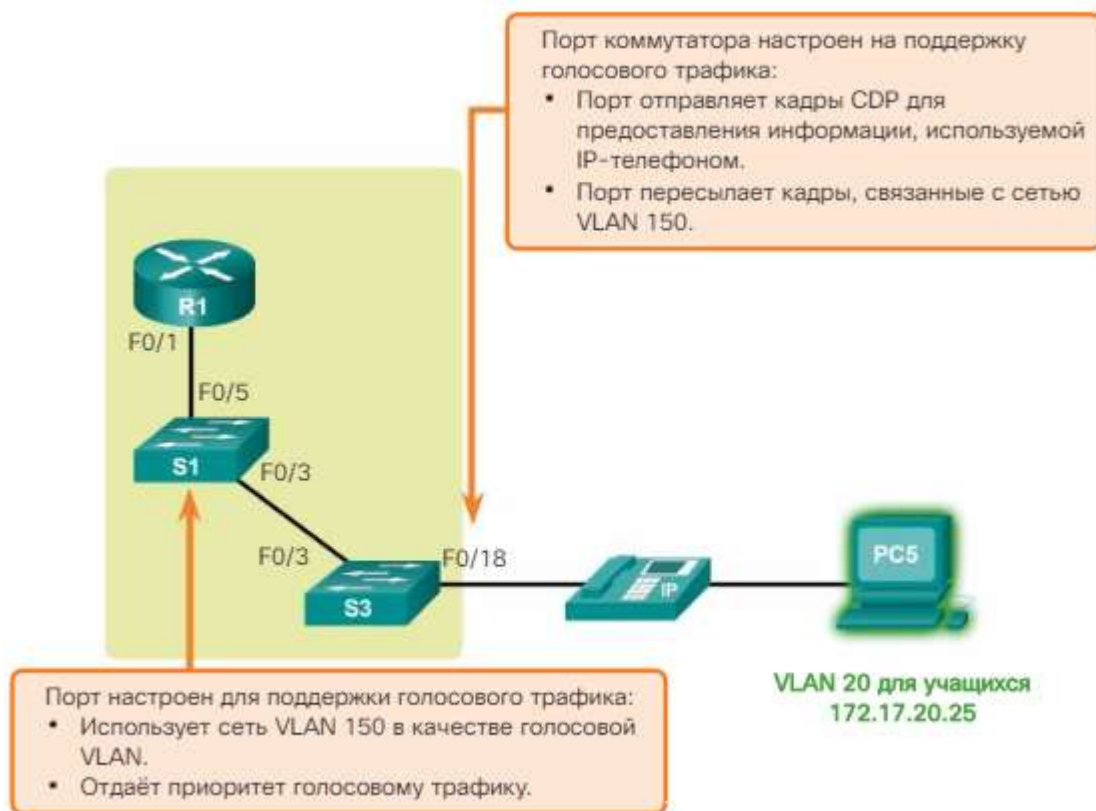 Порт коммутатора настроен на поддержку
голосового трафика:
• Порт отправляет кадры CDP для
предоставления информации, используемой
IP-телефоном.
• Порт пересылает кадры, связанные с сетью
VLAN 150.
R1
F0/1
F0/5
S1
F0/3
F0/3
F0/18
S3
IP
PC5
VLAN 20 для учащихся
172.17.20.25
Порт настроен для поддержки голосового трафика:
• Использует сеть VLAN 150 в качестве голосовой
VLAN.
• Отдаёт приоритет голосовому трафику.